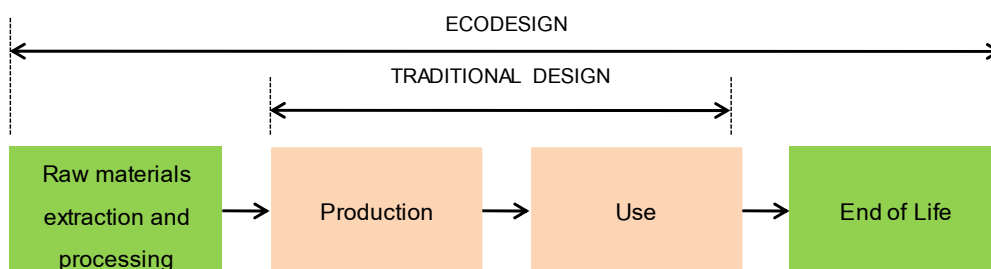 ECODESIGN
TRADITIONAL DESIGN
Raw materials
extraction and
processing
Production
Use
End of Life